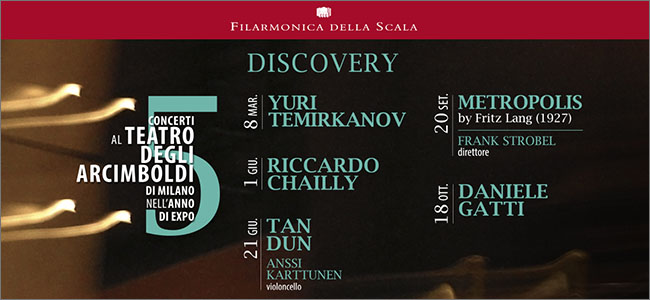 FILARMONICA DELLA SCALA
DISCOVERY
5
CONCERTI
AL TEATRO
DEGLI
ARCIMBOLDI
DI MILANO
NELL'ANNO
DI EXPO
8 MAR.
YURI
TEMIRKANOV
1 GIU.
RICCARDO
CHAILLY
21 GIU.
TAN
DUN
ANSSI
KARTTUNEN
violoncello
20 SET.
METROPOLIS
by Fritz Lang (1927)
FRANK STROBEL
direttore
18 OTT.
DANIELE
GATTI